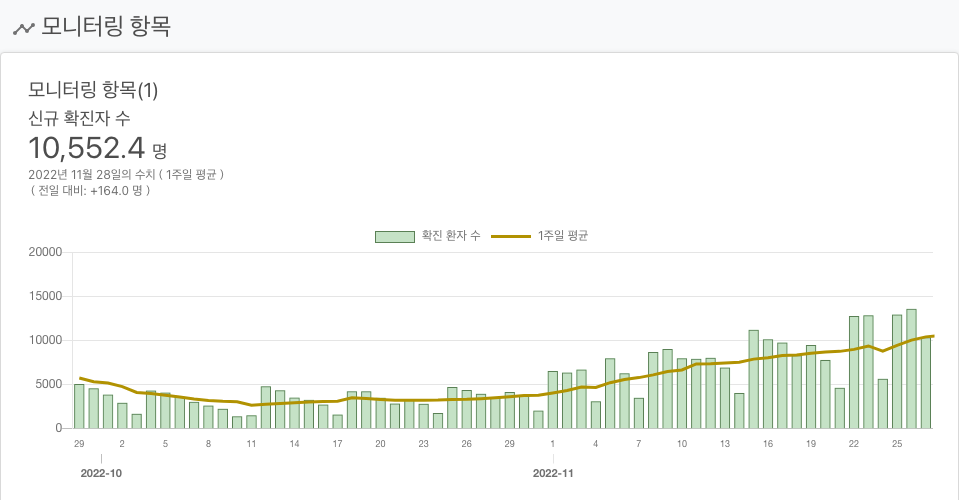 모니터링 항목
모니터링 항목(1)
신규 확진자 수
10,552.4 명
2022년 11월 28일의 수치 ( 1주일 평균 )
( 전일 대비: +164.0 명 )
확진 환자 수 1주일 평균
20000
15000
10000
5000
0
29 2 5 8 11 14 17 20 23 26 29 1 4 7 10 13 16 19 22 25
2022-10 2022-11